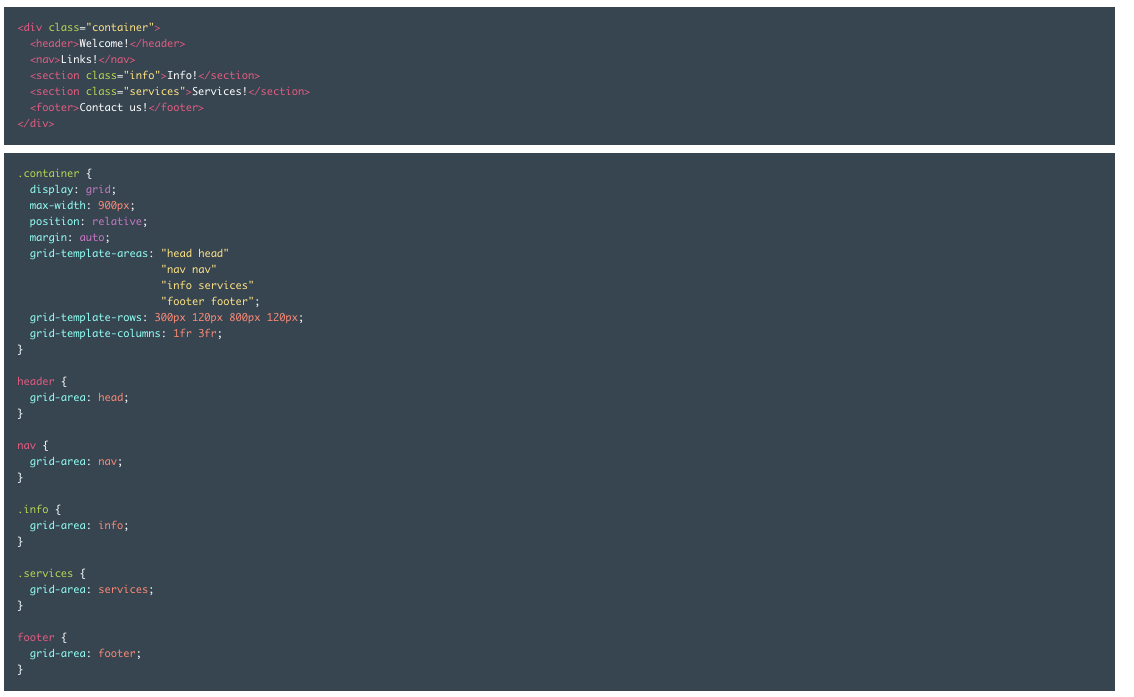 <div class="container">
  <header>Welcome!</header>
  <nav>Links!</nav>
  <section class="info">Info!</section>
  <section class="services">Services!</section>
  <footer>Contact us!</footer>
</div>
.container {
  display: grid;
  max-width: 900px;
  position: relative;
  margin: auto;
  grid-template-areas: "head head"
                       "nav nav"
                       "info services"
                       "footer footer";
  grid-template-rows: 300px 120px 800px 120px;
  grid-template-columns: 1fr 3fr;
}
header {
  grid-area: head;
}
nav {
  grid-area: nav;
}
.info {
  grid-area: info;
}
.services {
  grid-area: services;
}
footer {
  grid-area: footer;
}